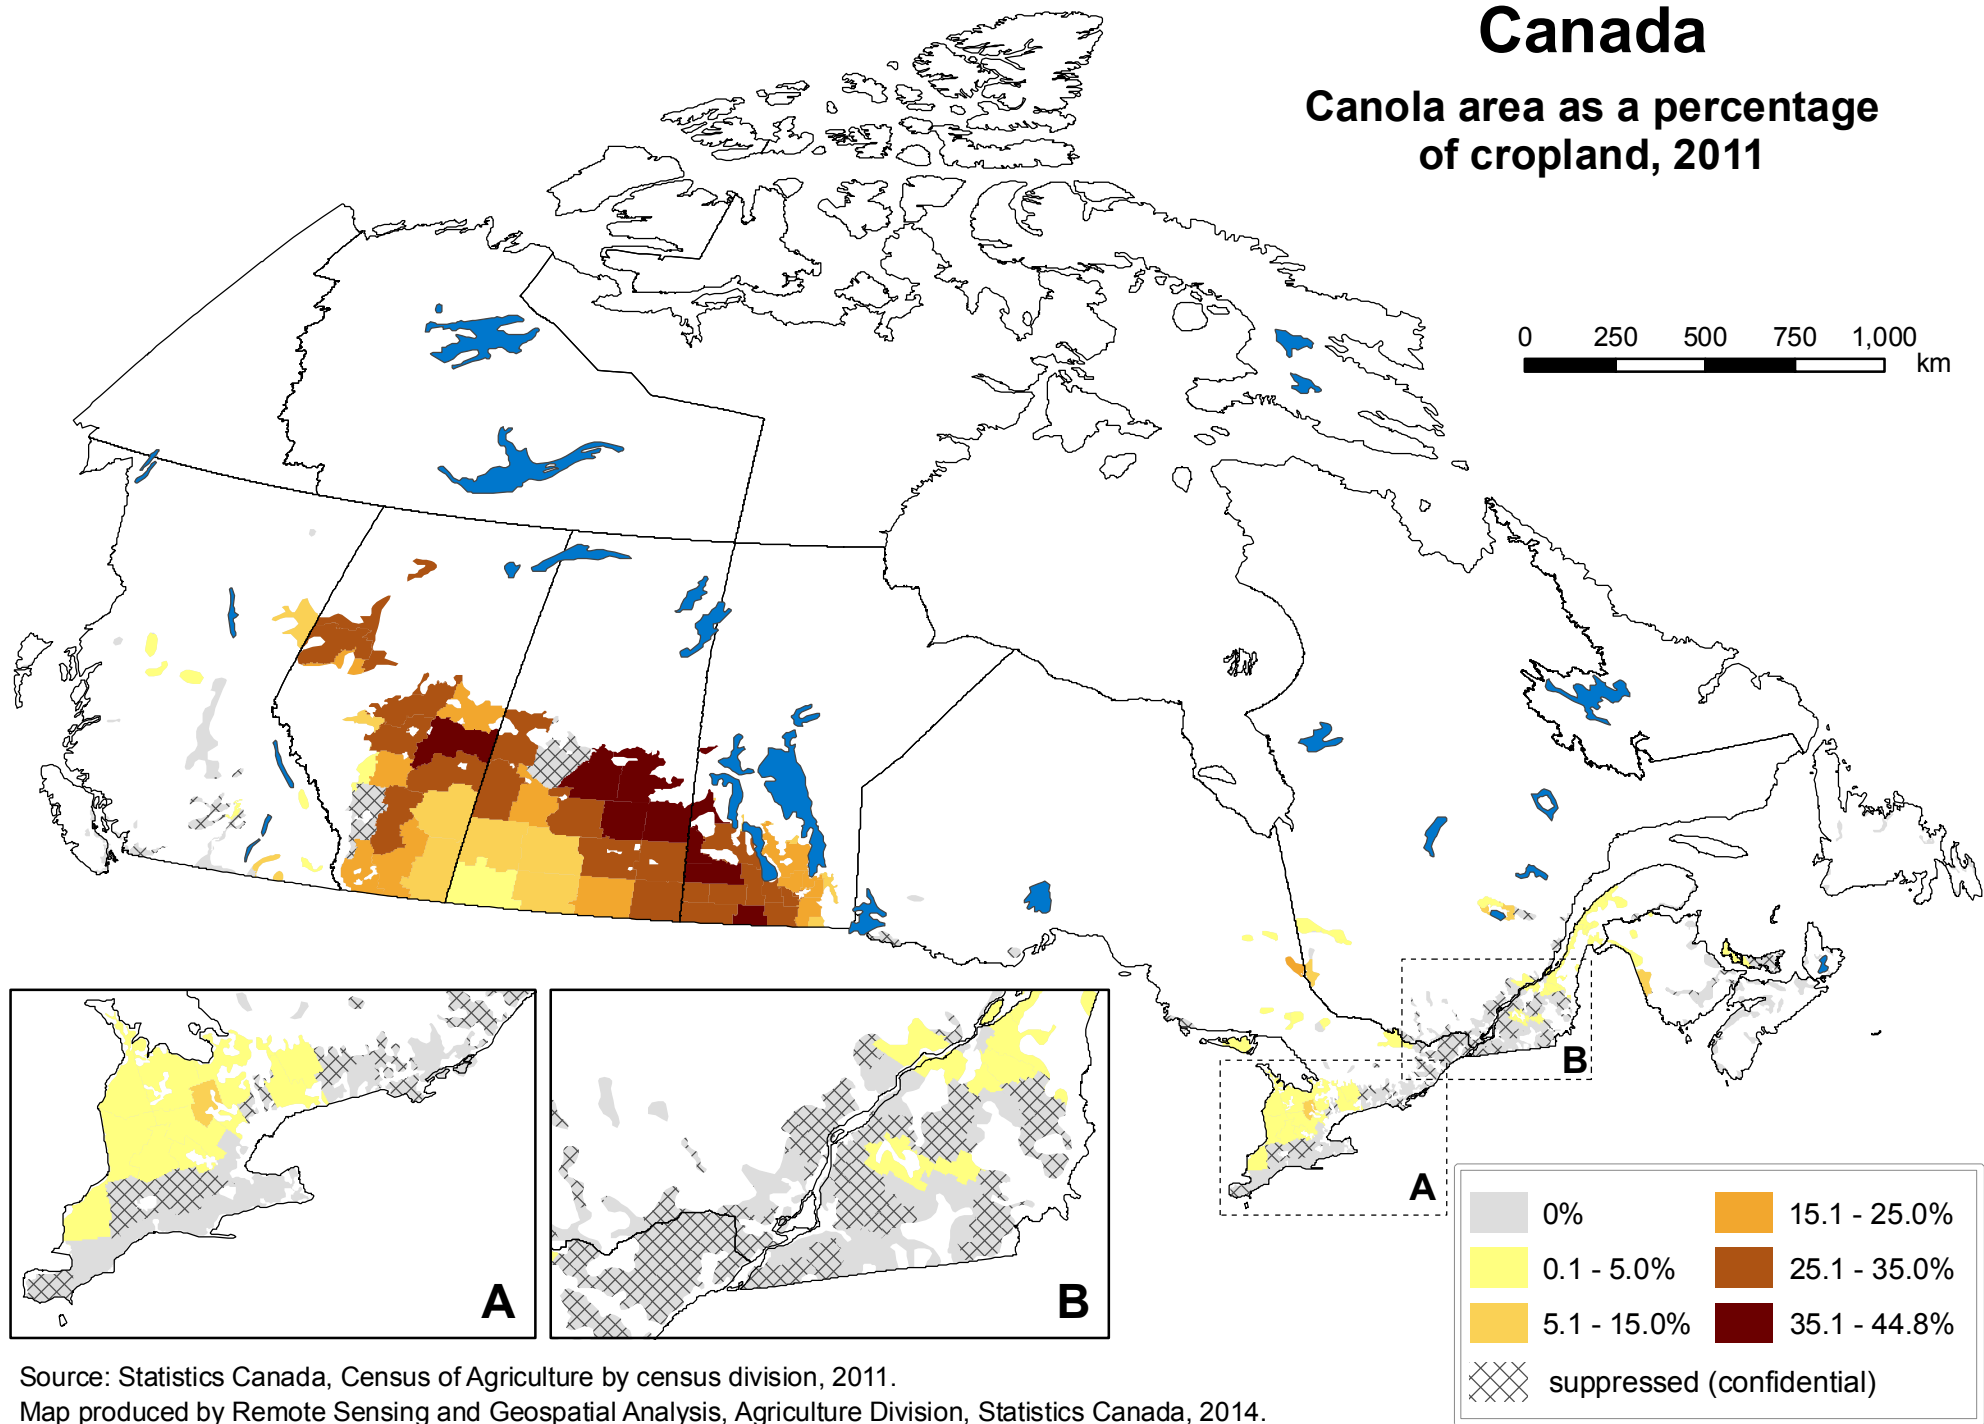 Canada
Canola area as a percentage
of cropland, 2011
0 250 500 750 1,000
km
A
B
A
B
0%
0.1 - 5.0%
5.1 - 15.0%
15.1 - 25.0%
25.1 - 35.0%
35.1 - 44.8%
suppressed (confidential)
Source: Statistics Canada, Census of Agriculture by census division, 2011.
Map produced by Remote Sensing and Geospatial Analysis, Agriculture Division, Statistics Canada, 2014.